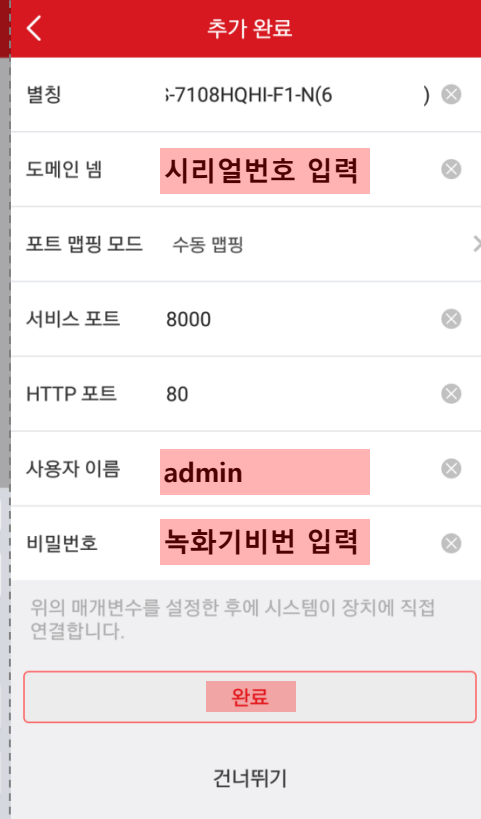 추가 완료
별칭 ;-7108HQHI-F1-N(6 )
도메인 넴 시리얼번호 입력
포트 맵핑 모드 수동 맵핑
서비스 포트 8000
HTTP 포트 80
사용자 이름 admin
비밀번호 녹화기비번 입력
위의 매개변수를 설정한 후에 시스템이 장치에 직접
연결합니다.
완료
건너뛰기